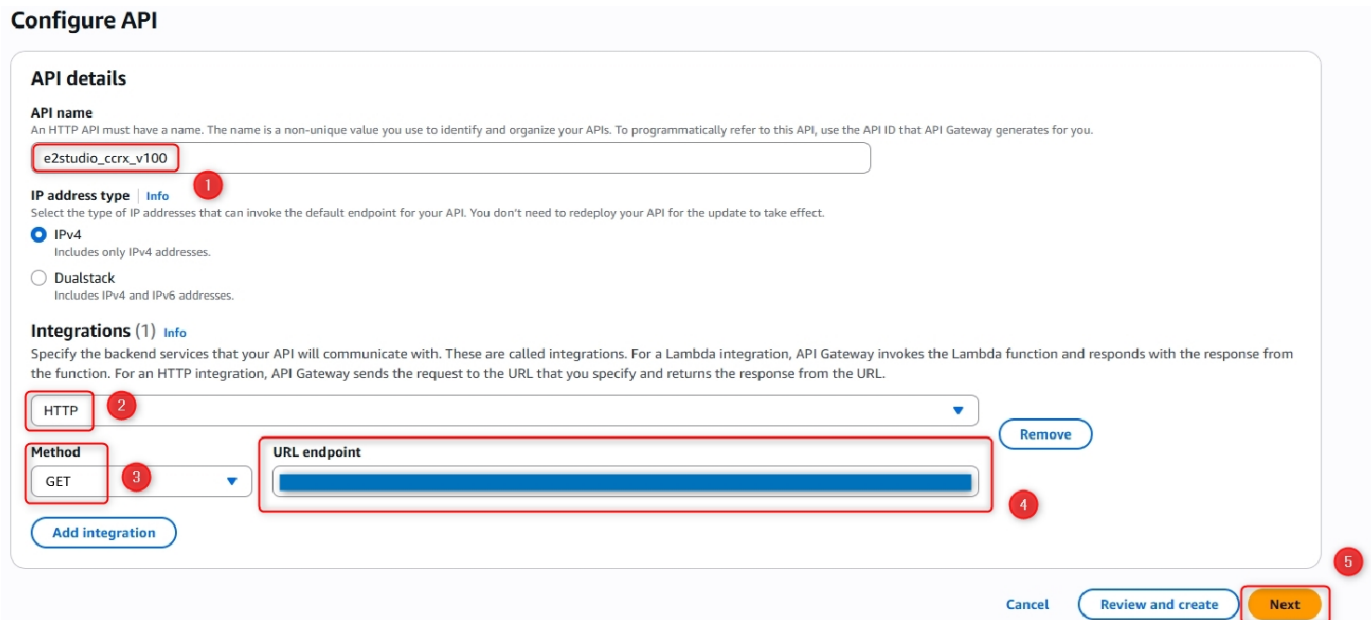 Configure API
API details
API name
An HTTP API must have a name. The name is a non-unique value you use to identify and organize your APIs. To programmatically refer to this API, use the API ID that API Gateway generates for you.
e2studio_ccrx_v100
1
IP address type | Info
Select the type of IP addresses that can invoke the default endpoint for your API. You don't need to redeploy your API for the update to take effect.
IPv4
Includes only IPv4 addresses.
Dualstack
Includes IPv4 and IPv6 addresses.
Integrations (1) Info
Specify the backend services that your API will communicate with. These are called integrations. For a Lambda integration, API Gateway invokes the Lambda function and responds with the response from
the function. For an HTTP integration, API Gateway sends the request to the URL that you specify and returns the response from the URL.
HTTP 2
Remove
Method URL endpoint
GET 3
4
Add integration
5
Cancel Review and create Next